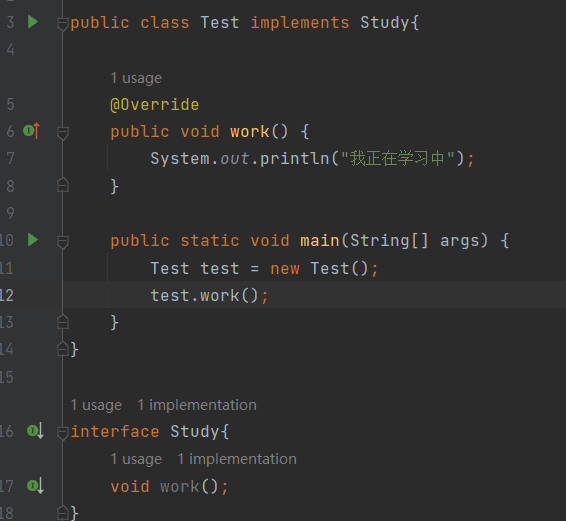 3 public class Test implements Study{
4
1 usage
5 @Override
6 public void work() {
7 System.out.println("我正在学习中");
8 }
9
10 public static void main(String[] args) {
11 Test test = new Test();
12 test.work();
13 }
14 }
15
1 usage 1 implementation
16 interface Study{
1 usage 1 implementation
17 void work();
18 }